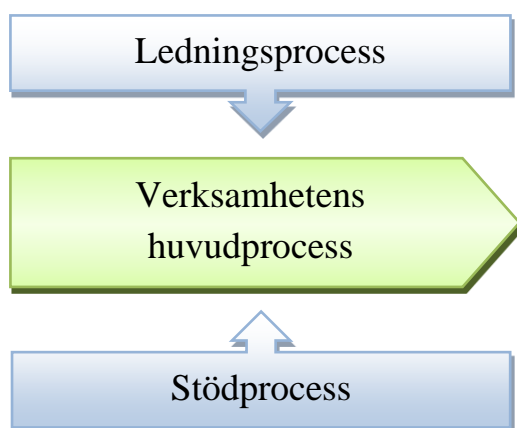 Ledningsprocess
Verksamhetens
huvudprocess
Stödprocess